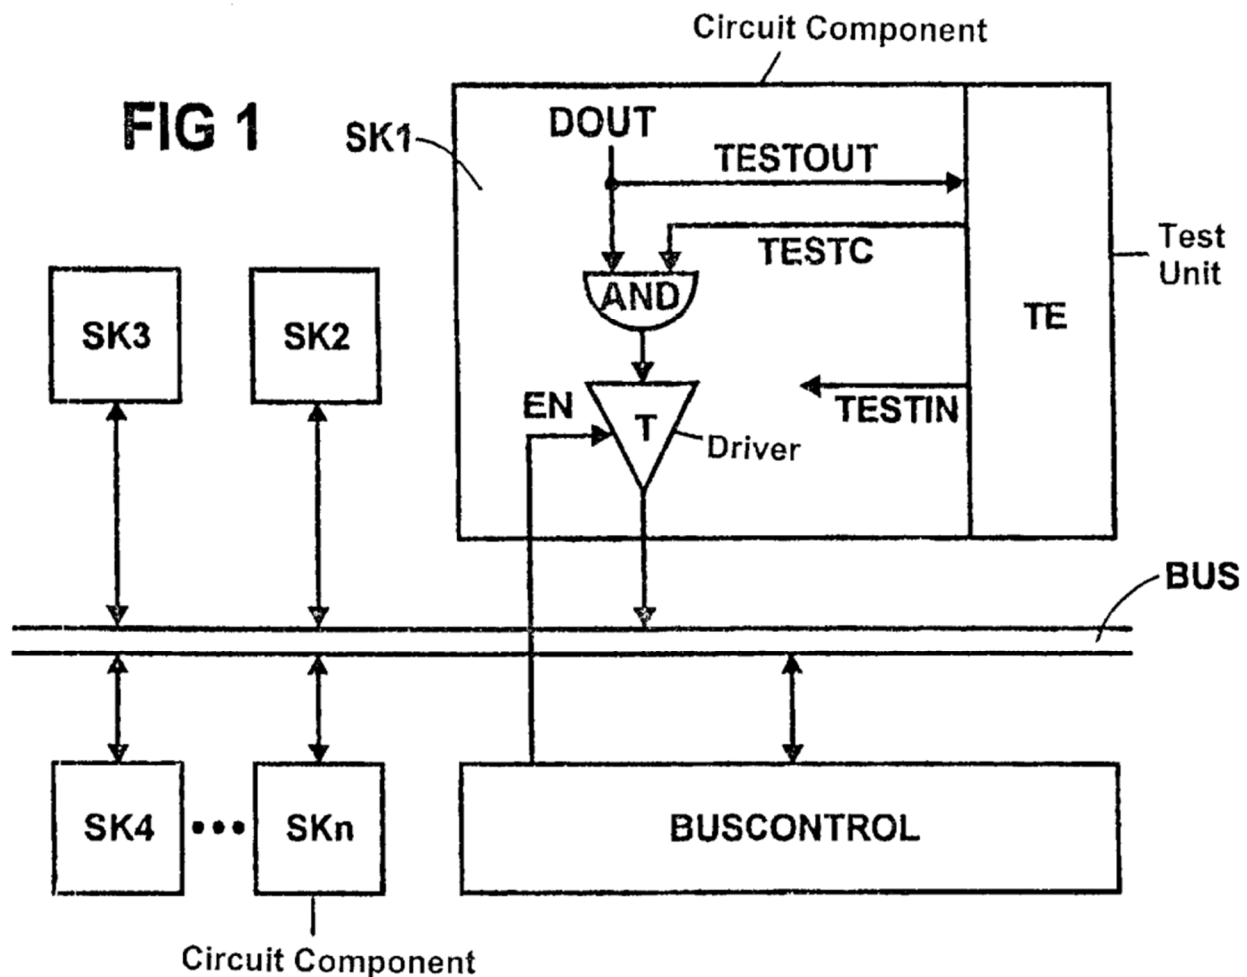 Circuit Component
FIG 1
SK1
DOUT
TESTOUT
TESTC
Test
Unit
AND
TE
SK3
SK2
EN
T
TESTIN
Driver
BUS
SK4
SKn
BUSCONTROL
Circuit Component